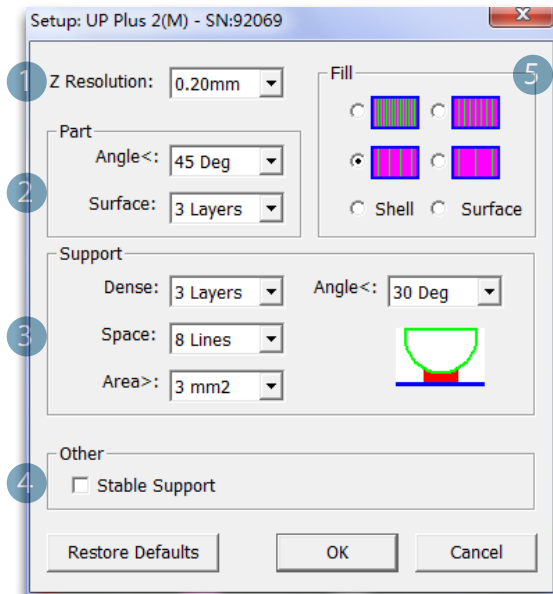 Setup: UP Plus 2(M) - SN:92069
1 Z Resolution: 0.20mm
Fill 5
Part
Angle<: 45 Deg
2 Surface: 3 Layers
Shell Surface
Support
Dense: 3 Layers Angle<: 30 Deg
3 Space: 8 Lines
Area>: 3 mm2
Other
4 Stable Support
Restore Defaults OK Cancel